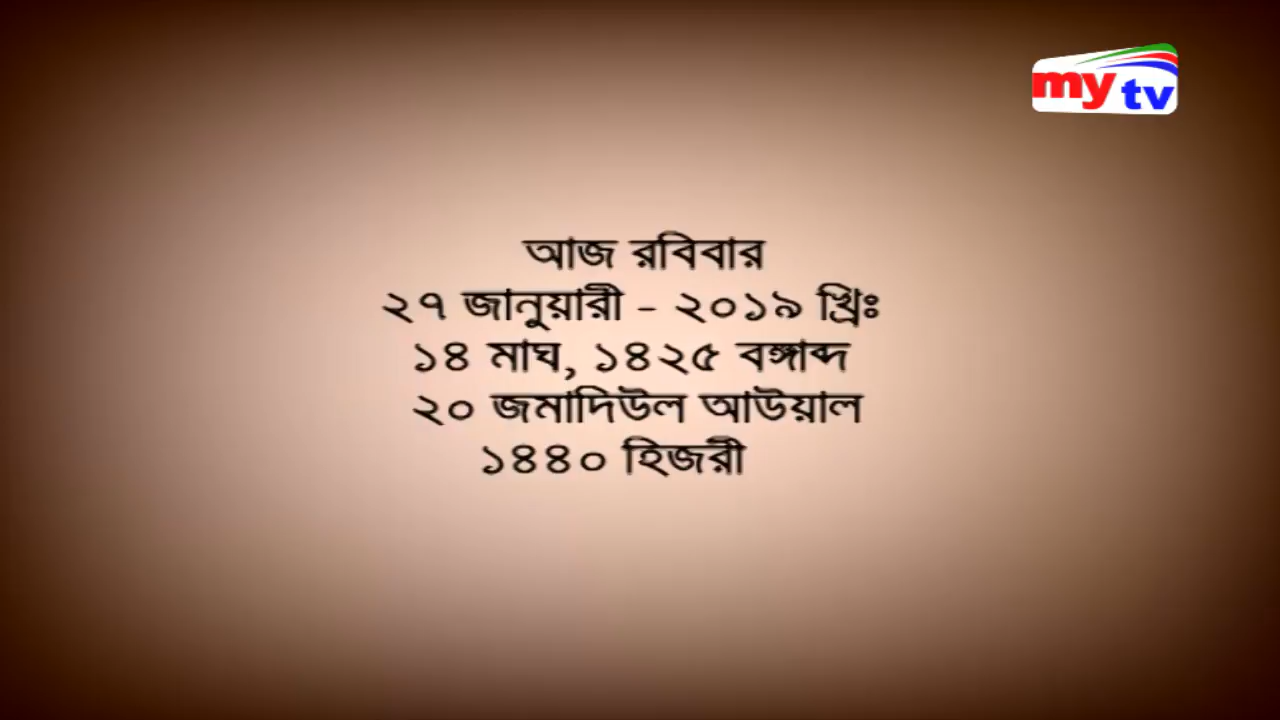 my tv
আজ রবিবার
২৭ জানুয়ারী - ২০১৯ খ্রিঃ
১৪ মাঘ, ১৪২৫ বঙ্গাব্দ
২০ জমাদিউল আউয়াল
১৪৪০ হিজরী